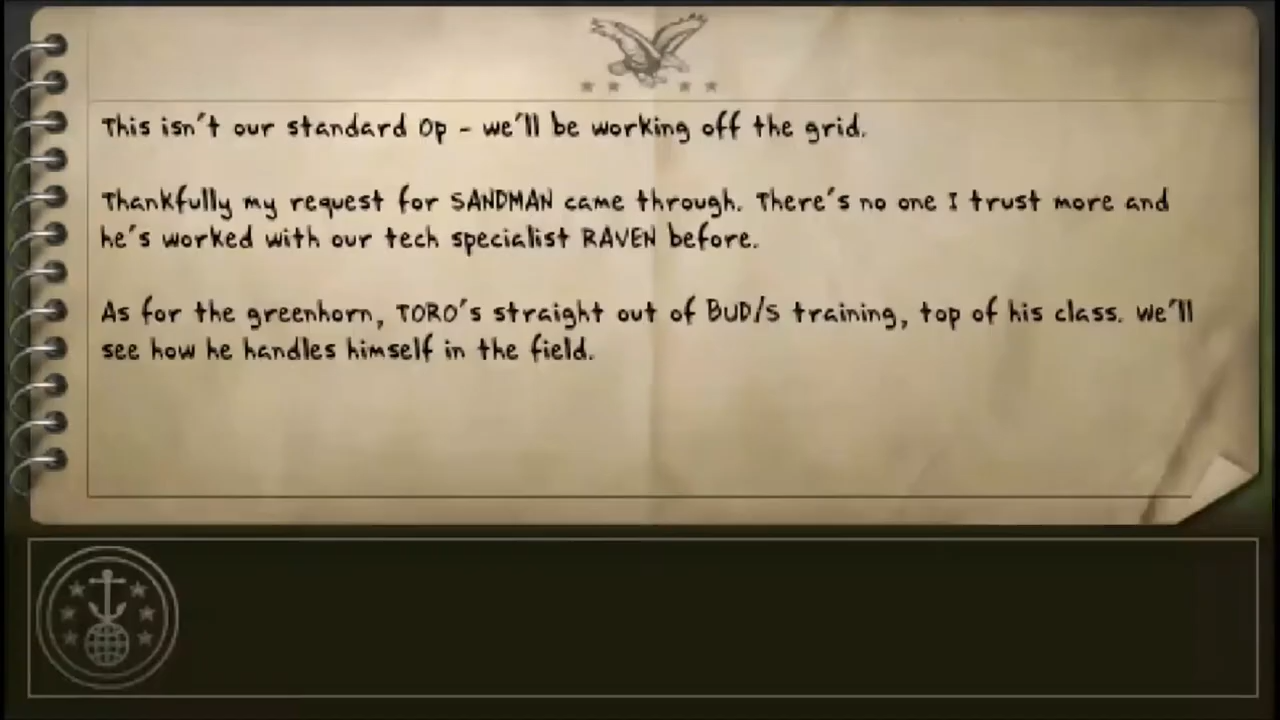 This isn't our standard Op - we'll be working off the grid.
Thankfully my request for SANDMAN came through. There's no one I trust more and
he's worked with our tech specialist RAVEN before.
As for the greenhorn, TORO's straight out of BUD/S training, top of his class. We'll
see how he handles himself in the field.